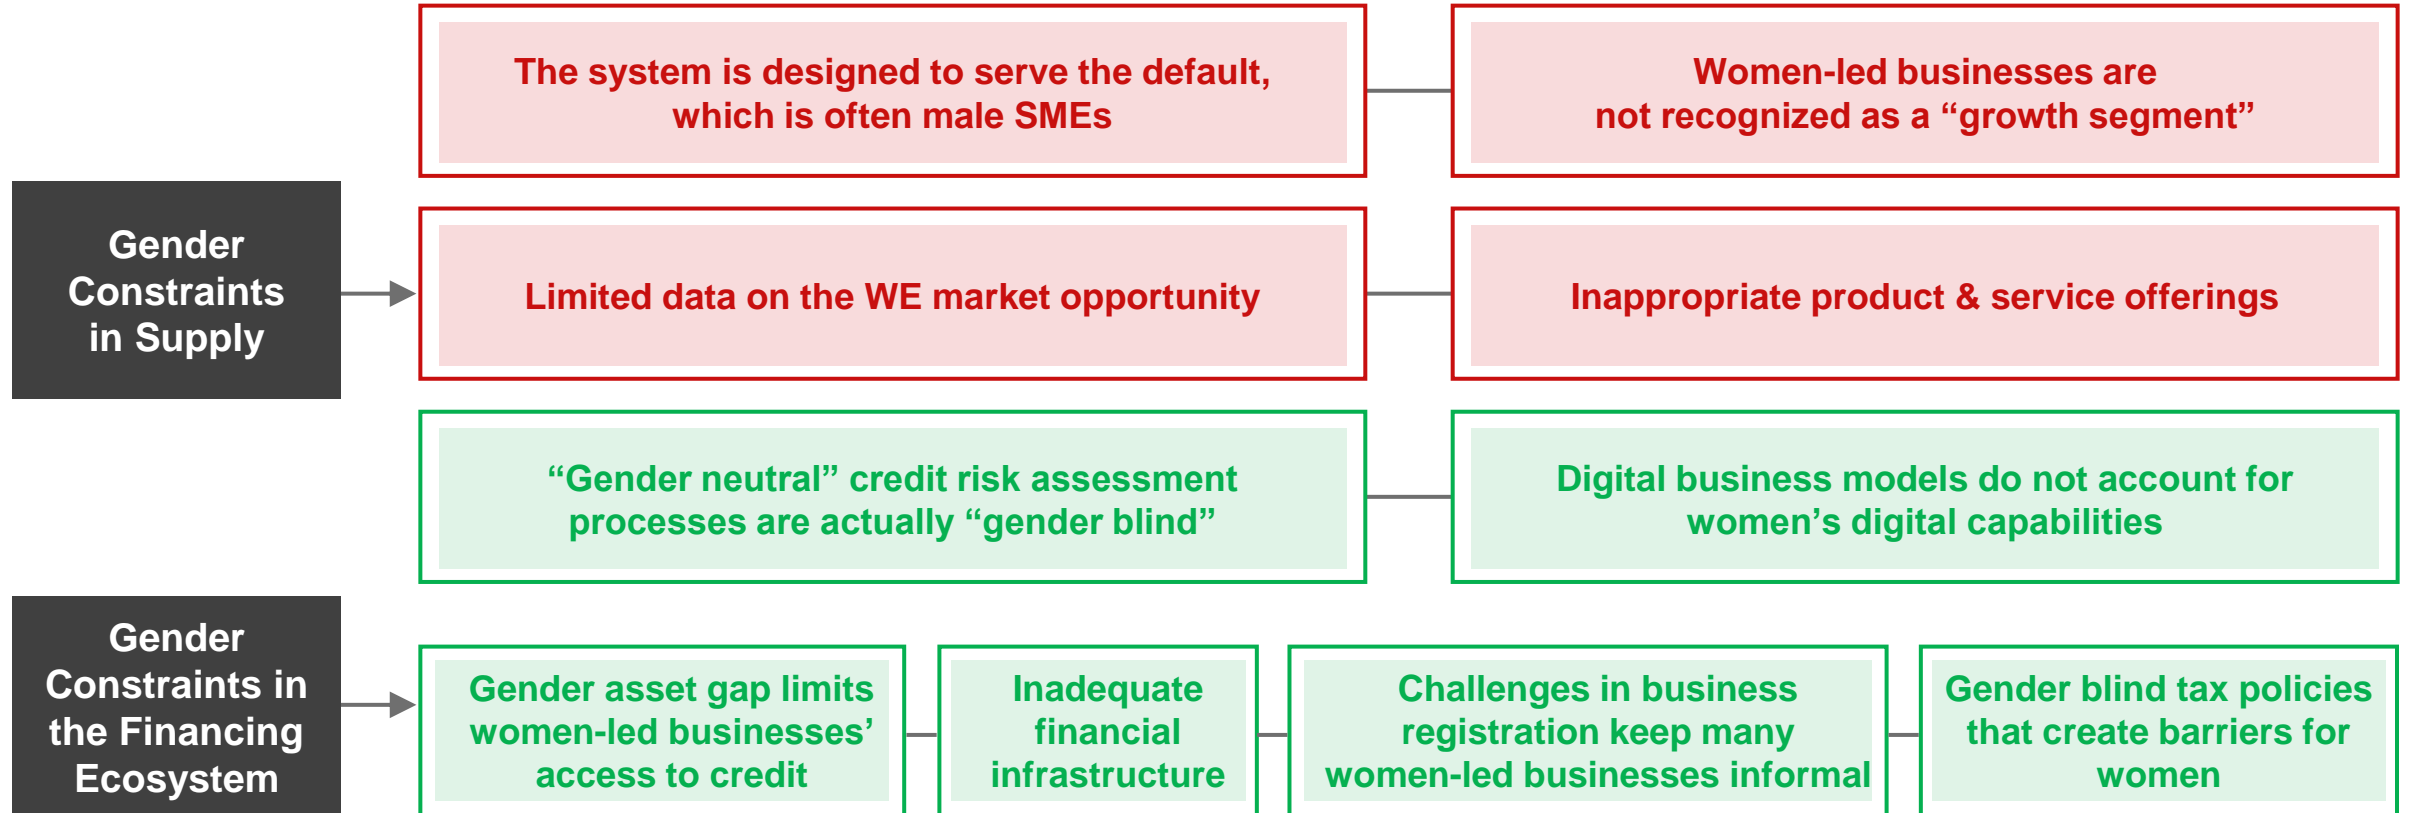 The system is designed to serve the default,
which is often male SMEs
Women-led businesses are
not recognized as a “growth segment”
Gender
Constraints
in Supply
Limited data on the WE market opportunity
Inappropriate product & service offerings
“Gender neutral” credit risk assessment
processes are actually “gender blind”
Digital business models do not account for
women’s digital capabilities
Gender
Constraints in
the Financing
Ecosystem
Gender asset gap limits
women-led businesses’
access to credit
Inadequate
financial
infrastructure
Challenges in business
registration keep many
women-led businesses informal
Gender blind tax policies
that create barriers for
women